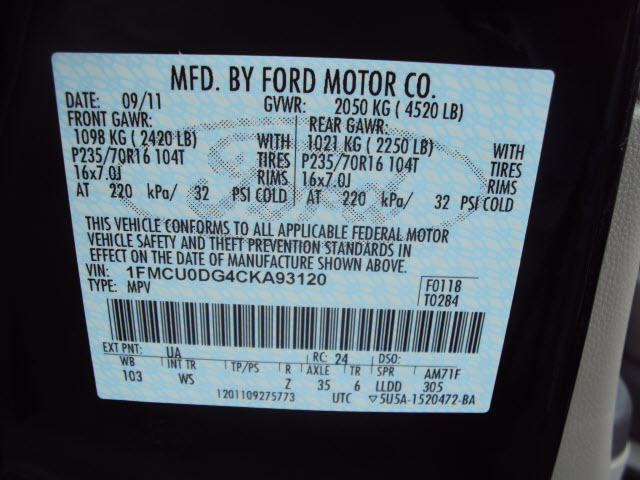 MFD. BY FORD MOTOR CO.
DATE: 09/11 GVWR: 2050 KG ( 4520 LB)
FRONT GAWR: REAR GAWR:
1098 KG ( 2420 LB) WITH 1021 KG ( 2250 LB) WITH
P235/70R16 104T TIRES P235/70R16 104T TIRES
16x7.0J RIMS 16x7.0J RIMS
AT 220 kPa/ 32 PSI COLD AT 220 kPa/ 32 PSI COLD
THIS VEHICLE CONFORMS TO ALL APPLICABLE FEDERAL MOTOR
VEHICLE SAFETY AND THEFT PREVENTION STANDARDS IN
EFFECT ON THE DATE OF MANUFACTURE SHOWN ABOVE.
VIN: 1FMCU0DG4CKA93120 F0118
TYPE: MPV T0284
EXT PNT: UA RC: 24 DSO:
WB INT TR TP/PS R AXLE TR SPR AM71F
103 WS Z 35 6 LLDD 305
1201109275773 UTC ▽5U5A-1520472-BA
Ford